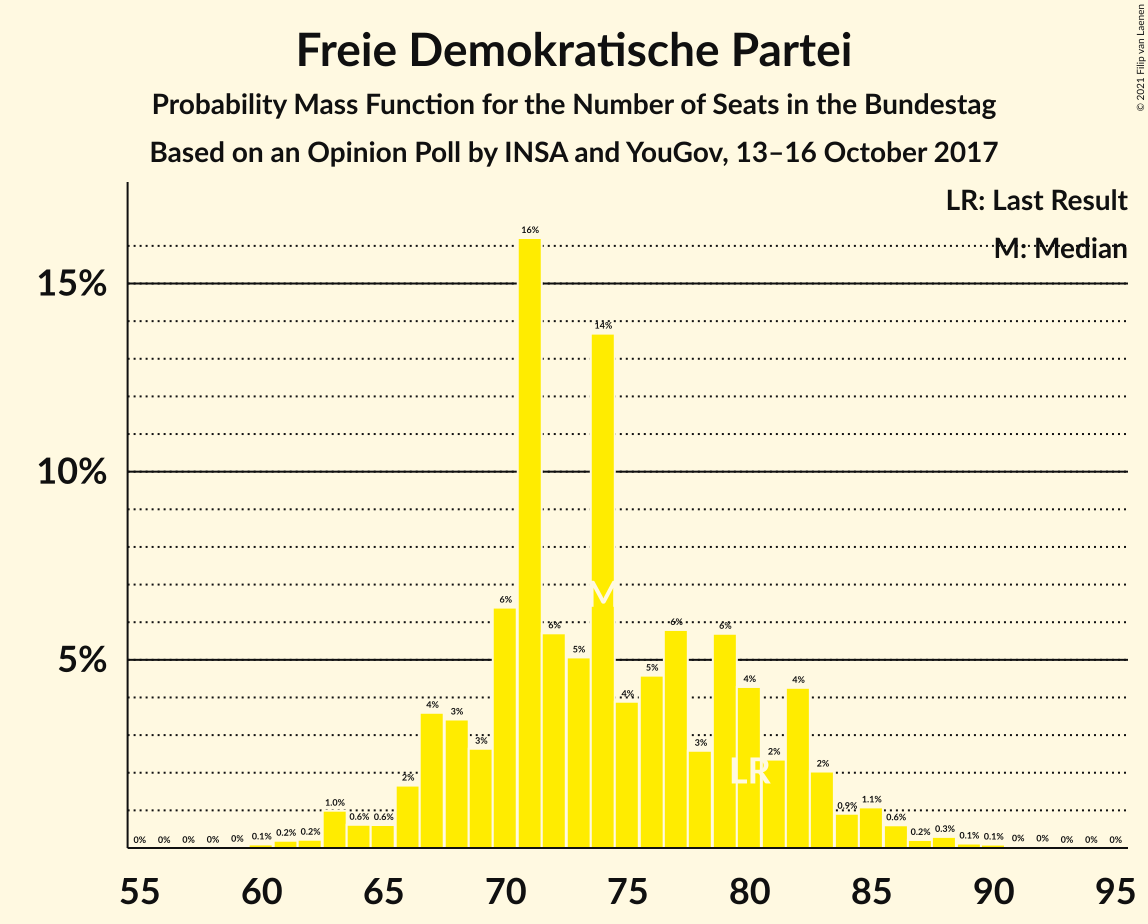 Freie Demokratische Partei
Probability Mass Function for the Number of Seats in the Bundestag
Based on an Opinion Poll by INSA and YouGov, 13–16 October 2017
© 2021 Filip van Laenen
LR: Last Result
M: Median
15%
10%
5%
0% 0% 0% 0% 0% 0.1% 0.2% 0.2% 1.0% 0.6% 0.6% 2% 4% 3% 3% 6% 16% 6% 5% 14% 4% 5% 6% 3% 6% 4% 2% 4% 2% 0.9% 1.1% 0.6% 0.2% 0.3% 0.1% 0.1% 0% 0% 0% 0% 0%
M
LR
55 60 65 70 75 80 85 90 95